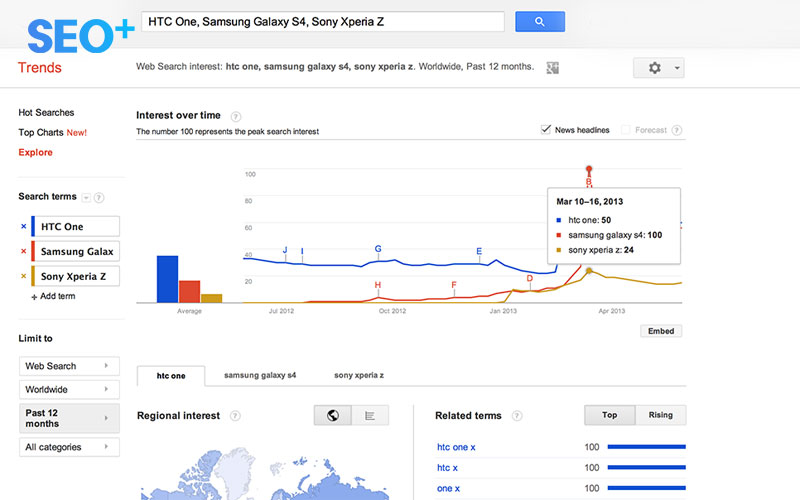 SEO+
HTC One, Samsung Galaxy S4, Sony Xperia Z
Trends
Web Search interest: htc one, samsung galaxy s4, sony xperia z. Worldwide, Past 12 months.
Hot Searches
Top Charts New!
Explore
Search terms ?
× HTC One
× Samsung Galax
× Sony Xperia Z
+ Add term
Limit to
Web Search
Worldwide
Past 12
months
All categories
Interest over time ?
The number 100 represents the peak search interest
News headlines
Forecast ?
100
80
60
40
20
J I G E
H F D B
Mar 10–16, 2013
htc one: 50
samsung galaxy s4: 100
sony xperia z: 24
Average
Jul 2012 Oct 2012 Jan 2013 Apr 2013
Embed
htc one samsung galaxy s4 sony xperia z
Regional interest ?
Related terms ?
Top Rising
htc one x 100
htc x 100
one x 100